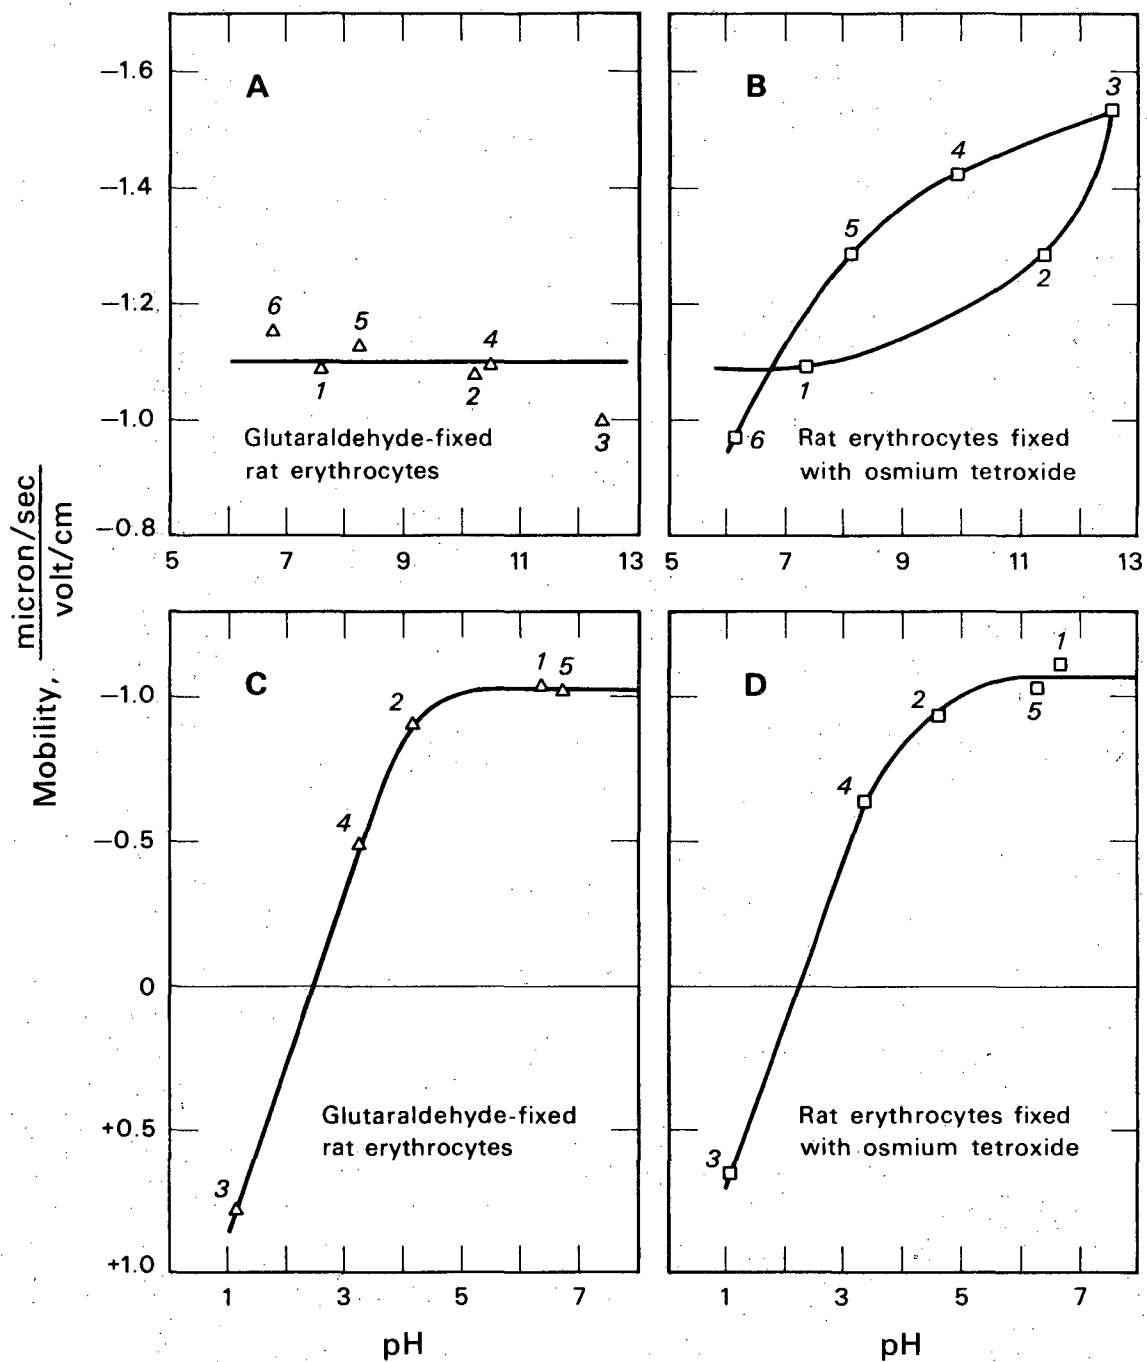 −1.6
−1.4
−1.2
−1.0
−0.8
A
6
5
4
1
2
3
Glutaraldehyde-fixed
rat erythrocytes
5 7 9 11 13
B
3
4
5
2
1
6
Rat erythrocytes fixed
with osmium tetroxide
5 7 9 11 13
Mobility, micron/sec
volt/cm
−1.0
−0.5
0
+0.5
+1.0
C
1 5
2
4
3
Glutaraldehyde-fixed
rat erythrocytes
1 3 5 7
pH
D
1
2
5
4
3
Rat erythrocytes fixed
with osmium tetroxide
1 3 5 7
pH